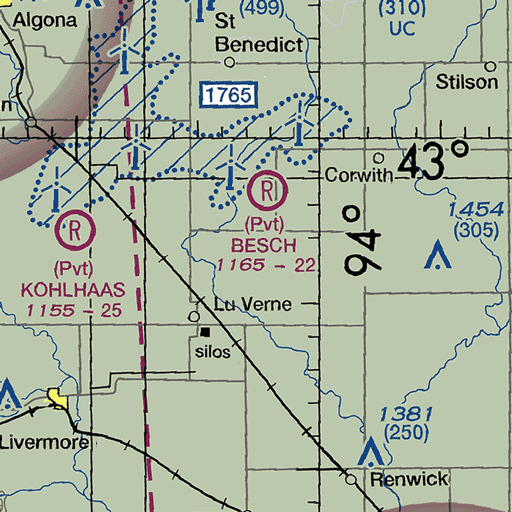 Algona
(499)
St
Benedict
(310)
UC
Stilson
1765
n
Corwith
43°
94°
R
(Pvt)
BESCH
1165 - 22
R
(Pvt)
KOHLHAAS
1155 - 25
1454
(305)
Lu Verne
silos
Livermore
1381
(250)
Renwick